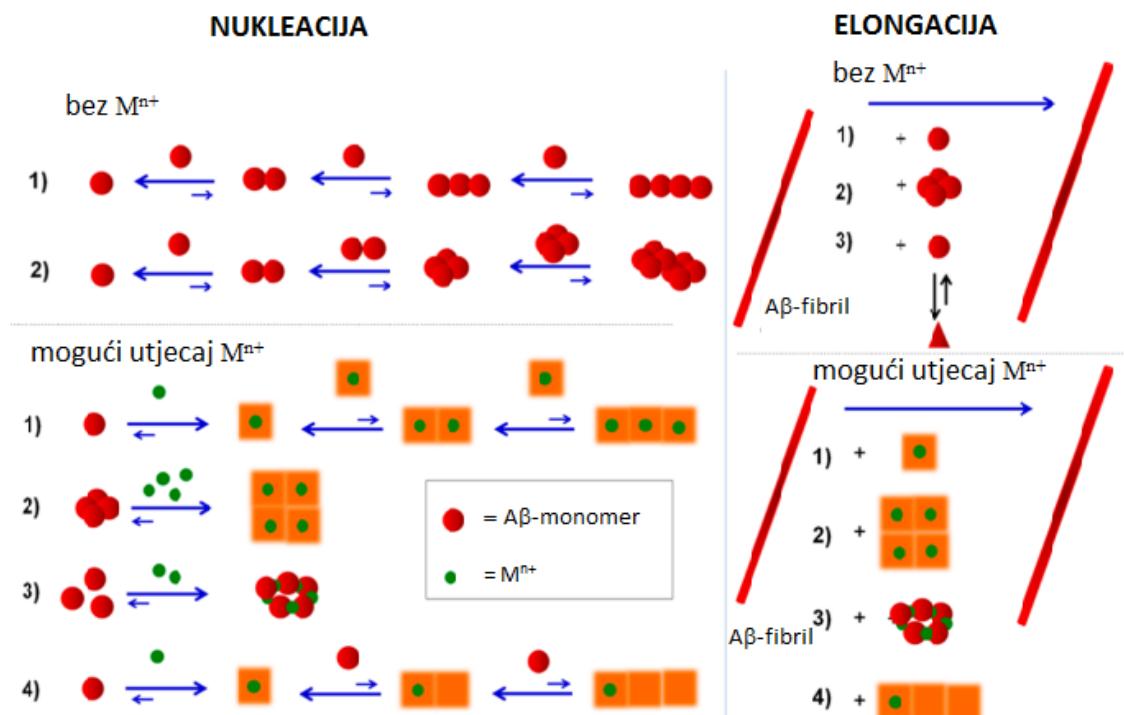 NUKLEACIJA
bez Mⁿ⁺
1)
2)
mogući utjecaj Mⁿ⁺
1)
2)
3)
4)
= Aβ-monomer
= Mⁿ⁺
ELONGACIJA
bez Mⁿ⁺
1) +
2) +
3) +
Aβ-fibril
mogući utjecaj Mⁿ⁺
1) +
2) +
3) +
Aβ-fibril
4) +